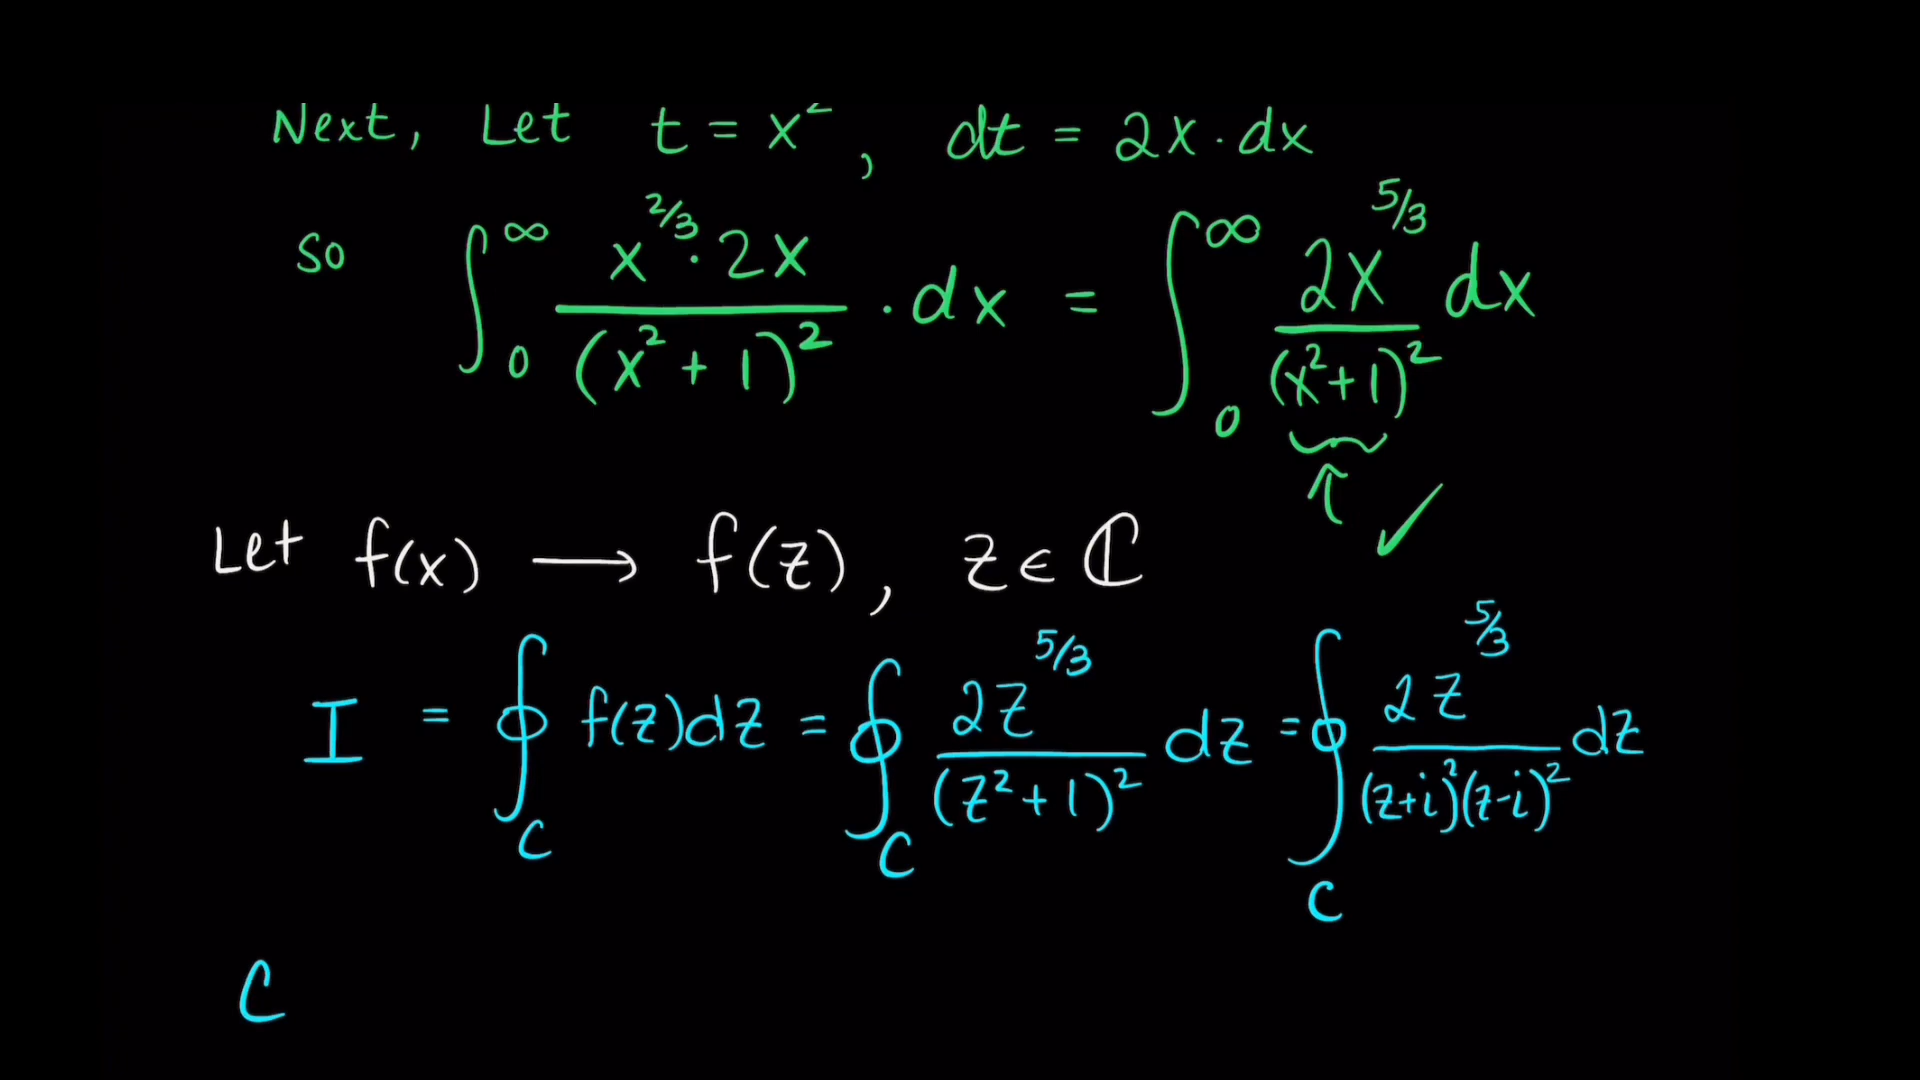 Next, Let t = x², dt = 2x·dx
so ∫₀^∞ x^(2/3)·2x / (x²+1)² · dx = ∫₀^∞ 2x^(5/3) / (x²+1)² dx
↑ ✓
Let f(x) ⟶ f(z), z∈ℂ
I = ∮_C f(z)dz = ∮_C 2z^(5/3) / (z²+1)² dz = ∮_C 2z^(5/3) / (z+i)²(z-i)² dz
C